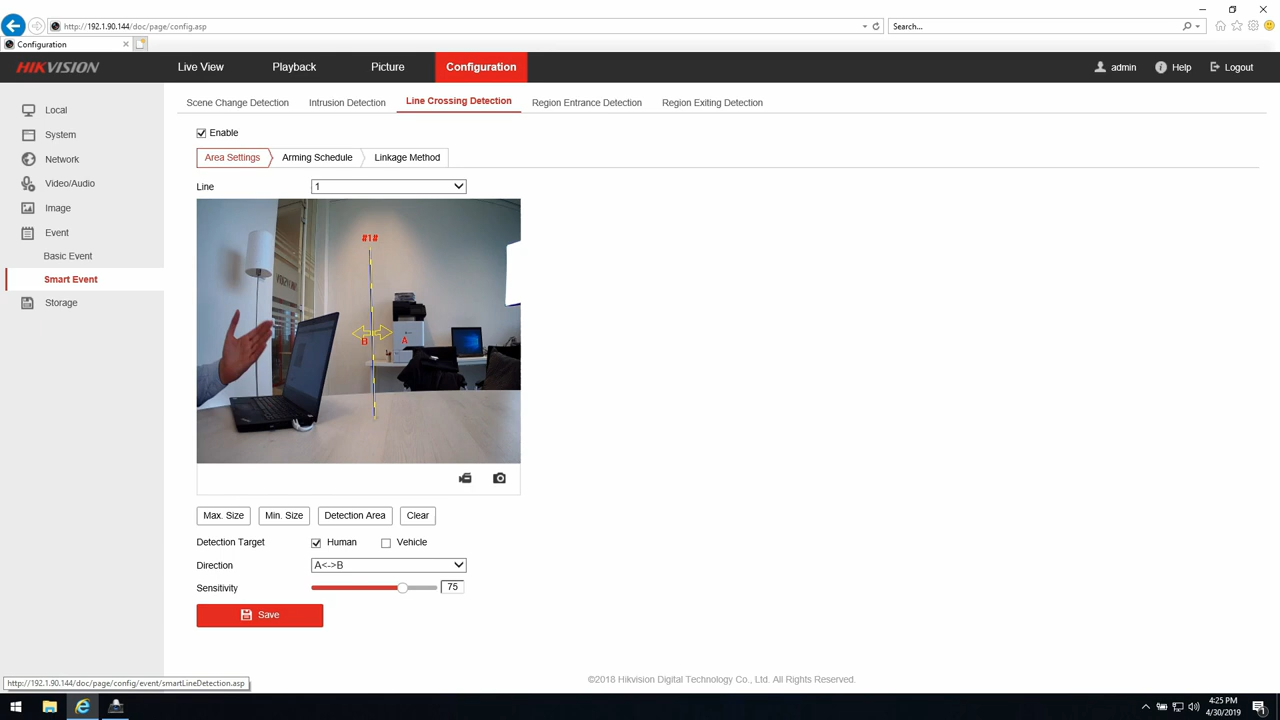 http://192.1.90.144/doc/page/config.asp
Search...
Configuration
HIKVISION
Live View
Playback
Picture
Configuration
admin
Help
Logout
Local
System
Network
Video/Audio
Image
Event
Basic Event
Smart Event
Storage
Scene Change Detection
Intrusion Detection
Line Crossing Detection
Region Entrance Detection
Region Exiting Detection
Enable
Area Settings
Arming Schedule
Linkage Method
Line
1
#1#
B
A
Max. Size
Min. Size
Detection Area
Clear
Detection Target
Human
Vehicle
Direction
A<->B
Sensitivity
75
Save
©2018 Hikvision Digital Technology Co., Ltd. All Rights Reserved.
http://192.1.90.144/doc/page/config/event/smartLineDetection.asp
4:25 PM
4/30/2019
1